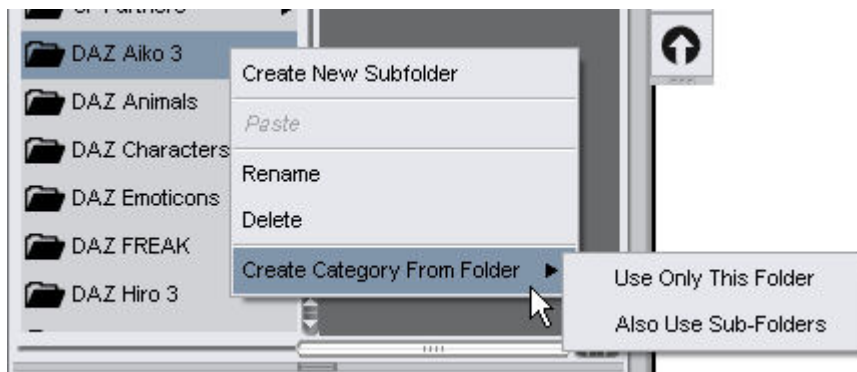 DAZ Aiko 3
DAZ Animals
DAZ Characters
DAZ Emoticons
DAZ FREAK
DAZ Hiro 3
Create New Subfolder
Paste
Rename
Delete
Create Category From Folder
Use Only This Folder
Also Use Sub-Folders